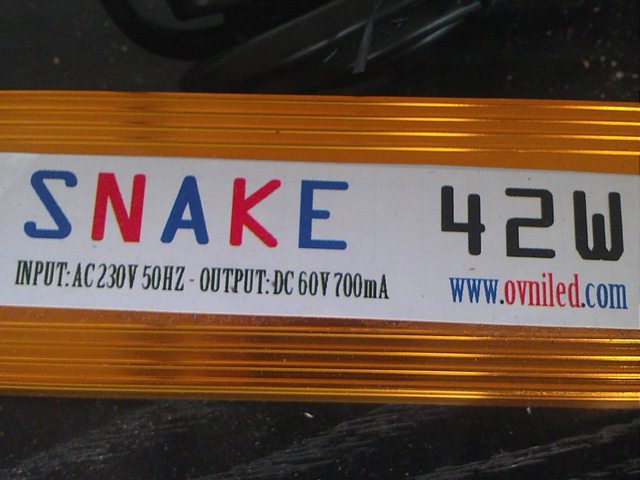 SNAKE 42W
INPUT: AC 230V 50HZ - OUTPUT: DC 60V 700mA
www.ovniled.com